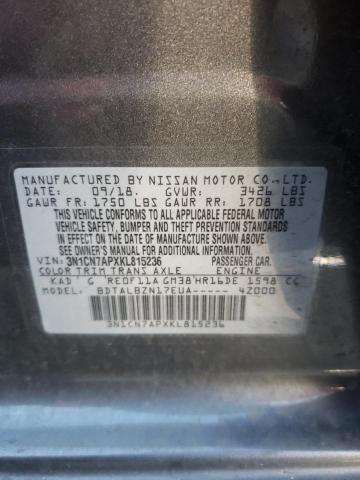 MANUFACTURED BY NISSAN MOTOR CO.,LTD.
DATE: 09/18. GVWR: 3426 LBS
GAWR FR: 1750 LBS GAWR RR: 1708 LBS
THIS VEHICLE CONFORMS TO ALL APPLICABLE FEDERAL MOTOR
VEHICLE SAFETY, BUMPER AND THEFT PREVENTION STANDARDS
IN EFFECT ON THE DATE OF MANUFACTURE SHOWN ABOVE.
SEE OWNER'S MANUAL FOR ADDITIONAL INFORMATION
VIN: 3N1CN7APXKL815236 PASSENGER CAR.
COLOR TRIM TRANS AXLE ENGINE
KAD G RE0F11A GM38 HR16DE 1598 CC
MODEL: BDTALBZN17EUA----- 4Z000
3N1CN7APXKL815236